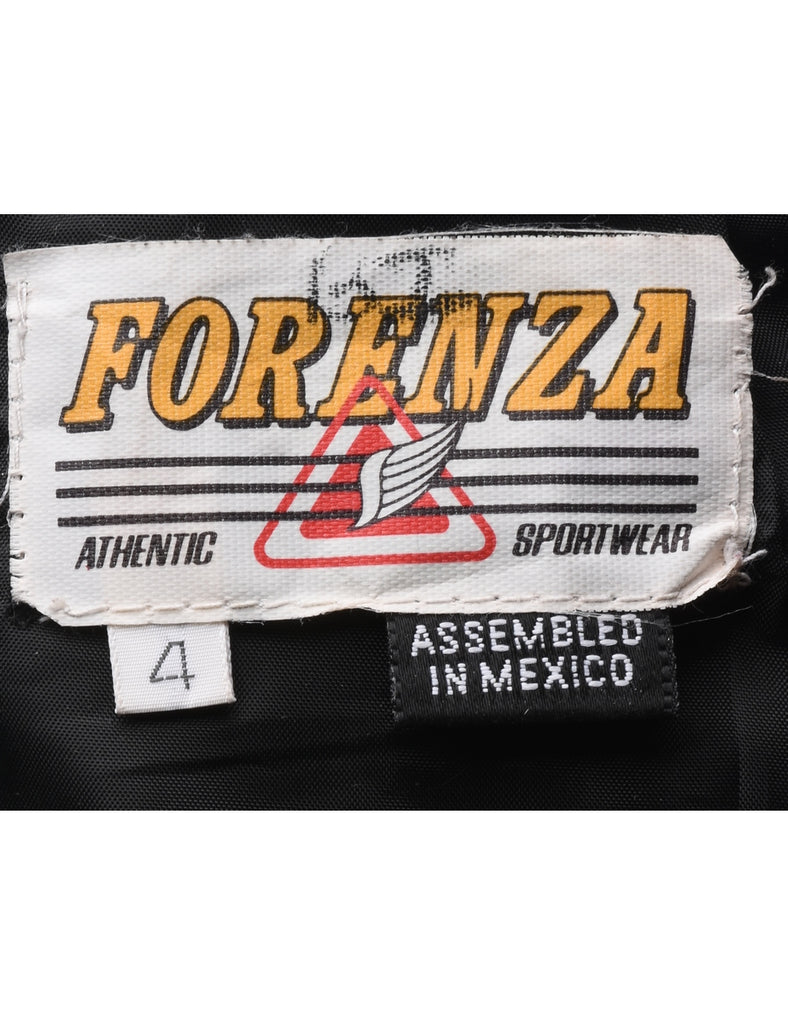 FORENZA
ATHENTIC SPORTWEAR
4
ASSEMBLED
IN MEXICO